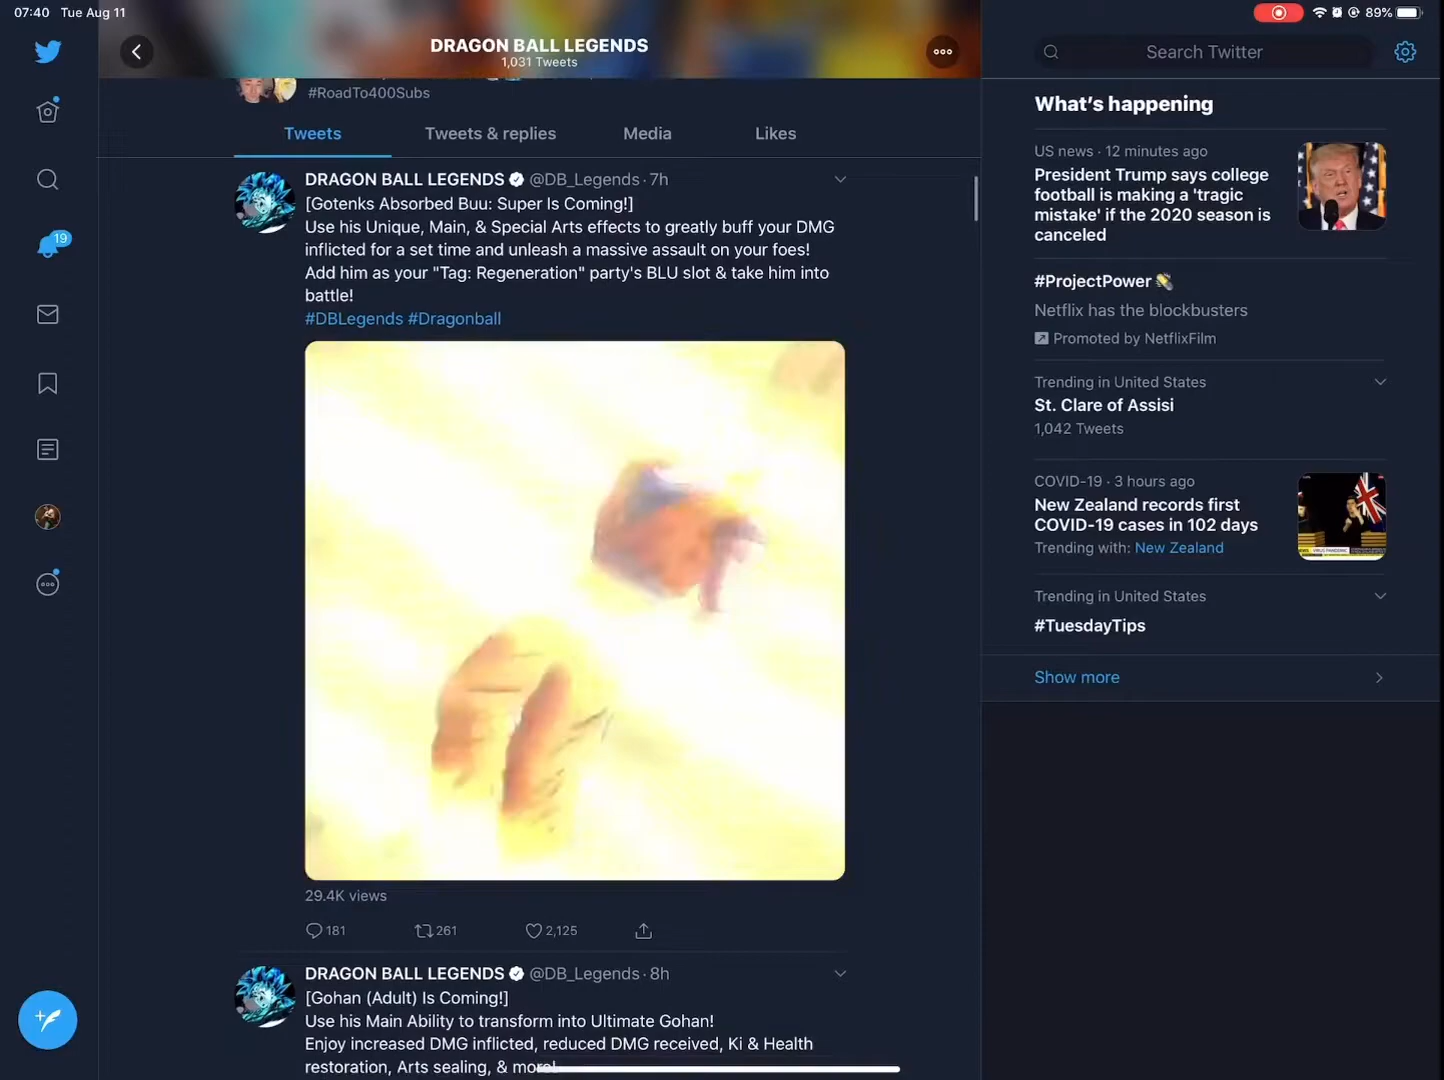 07:40 Tue Aug 11
89%
DRAGON BALL LEGENDS
1,031 Tweets
#RoadTo400Subs
Tweets
Tweets & replies
Media
Likes
DRAGON BALL LEGENDS @DB_Legends · 7h
[Gotenks Absorbed Buu: Super Is Coming!]
Use his Unique, Main, & Special Arts effects to greatly buff your DMG
inflicted for a set time and unleash a massive assault on your foes!
Add him as your "Tag: Regeneration" party's BLU slot & take him into
battle!
#DBLegends #Dragonball
29.4K views
181
261
2,125
DRAGON BALL LEGENDS @DB_Legends · 8h
[Gohan (Adult) Is Coming!]
Use his Main Ability to transform into Ultimate Gohan!
Enjoy increased DMG inflicted, reduced DMG received, Ki & Health
restoration, Arts sealing, & more!
19
Search Twitter
What's happening
US news · 12 minutes ago
President Trump says college
football is making a 'tragic
mistake' if the 2020 season is
canceled
#ProjectPower
Netflix has the blockbusters
Promoted by NetflixFilm
Trending in United States
St. Clare of Assisi
1,042 Tweets
COVID-19 · 3 hours ago
New Zealand records first
COVID-19 cases in 102 days
Trending with: New Zealand
Trending in United States
#TuesdayTips
Show more